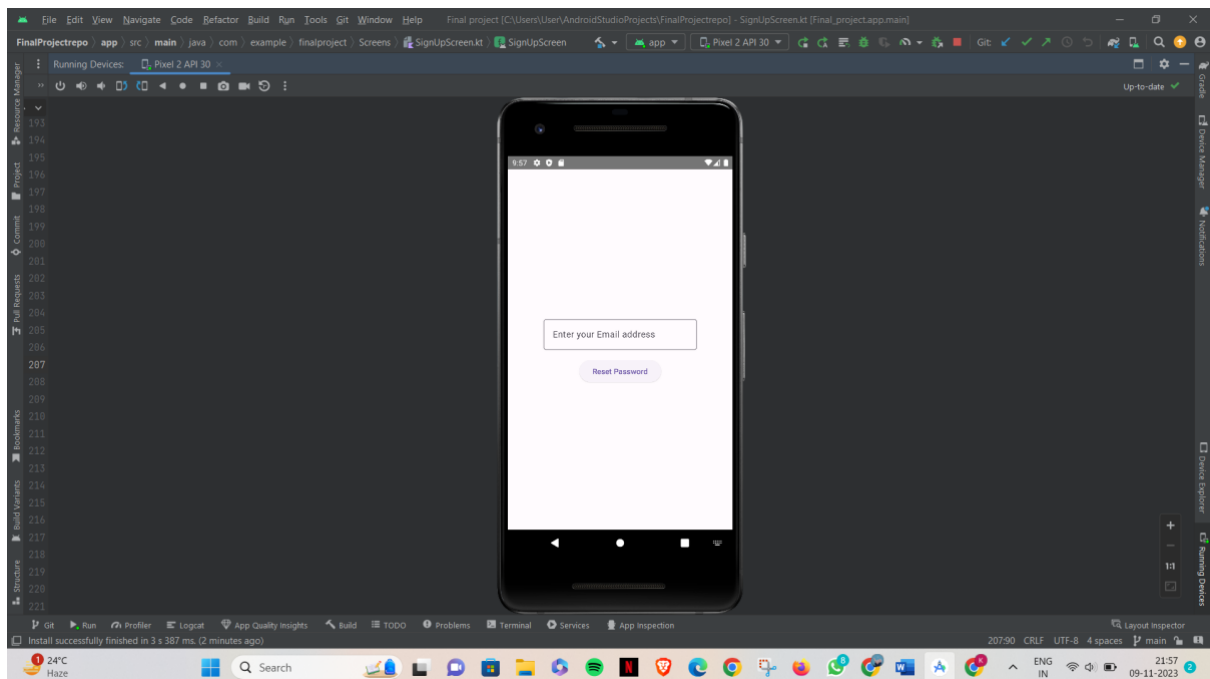 File Edit View Navigate Code Refactor Build Run Tools Git Window Help Final project [C:\Users\User\AndroidStudioProjects\FinalProjectrepo] - SignUpScreen.kt [Final_project.app.main]
FinalProjectrepo app src main java com example finalproject Screens SignUpScreen.kt SignUpScreen app Pixel 2 API 30 Git:
Running Devices: Pixel 2 API 30
Up-to-date
Resource Manager
Project
Commit
Pull Requests
Bookmarks
Build Variants
Structure
193
194
195
196
197
198
199
200
201
202
203
204
205
206
207
208
209
210
211
212
213
214
215
216
217
218
219
220
221
9:57
Enter your Email address
Reset Password
Gradle
Device Manager
Notifications
Device Explorer
Running Devices
1:1
Git Run Profiler Logcat App Quality Insights Build TODO Problems Terminal Services App Inspection Layout Inspector
Install successfully finished in 3 s 387 ms. (2 minutes ago) 207:90 CRLF UTF-8 4 spaces main
1 24°C
Haze
Search
8
ENG
IN
21:57
09-11-2023
2